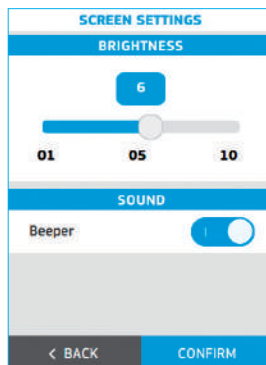 SCREEN SETTINGS
BRIGHTNESS
6
01 05 10
SOUND
Beeper
I
< BACK CONFIRM